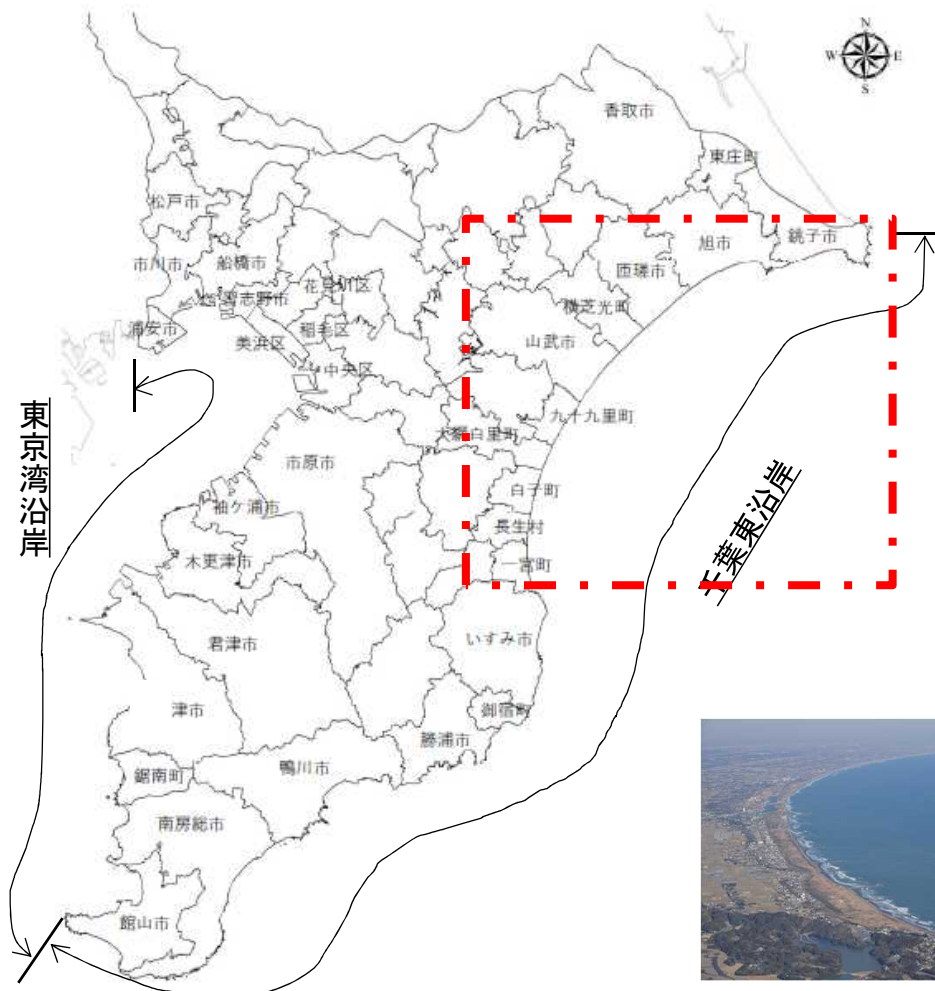 N
W E
S
香取市
東庄町
松戸市
旭市
銚子市
市川市
船橋市
匝瑳市
花見川区
習志野市
横芝光町
浦安市
稲毛区
美浜区
山武市
中央区
九十九里町
大網白里町
東京湾沿岸
市原市
白子町
千葉東沿岸
袖ケ浦市
長生村
木更津市
一宮町
いすみ市
君津市
津市
御宿町
勝浦市
鴨川市
鋸南町
南房総市
館山市